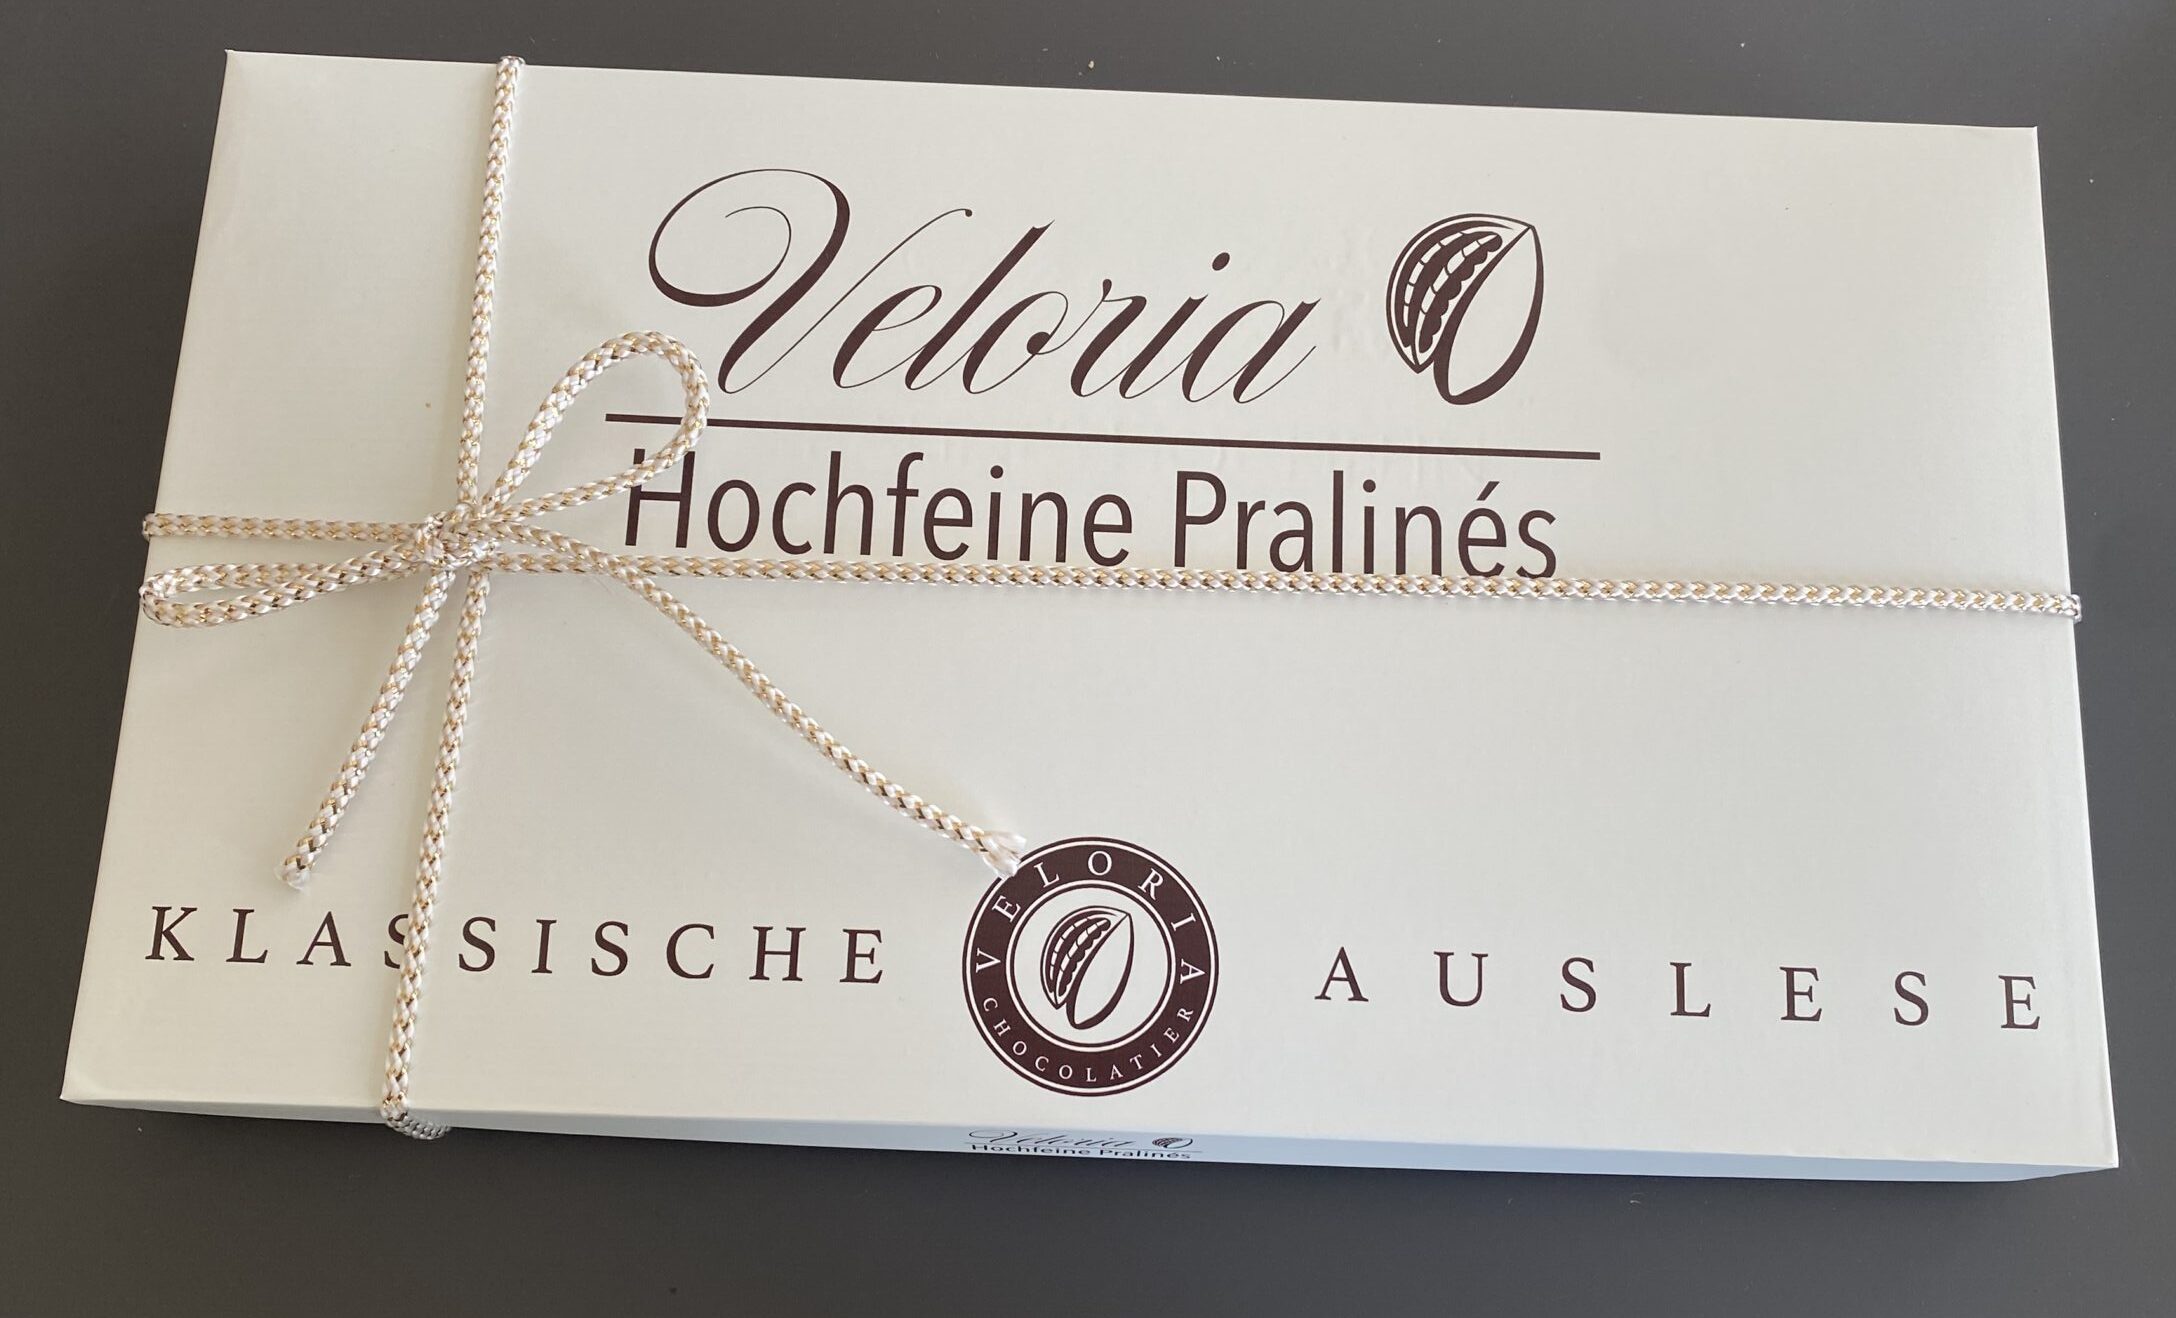 Veloria
Hochfeine Pralinés
KLASSISCHE AUSLESE
VELORIA
CHOCOLATIER
Veloria
Hochfeine Pralinés